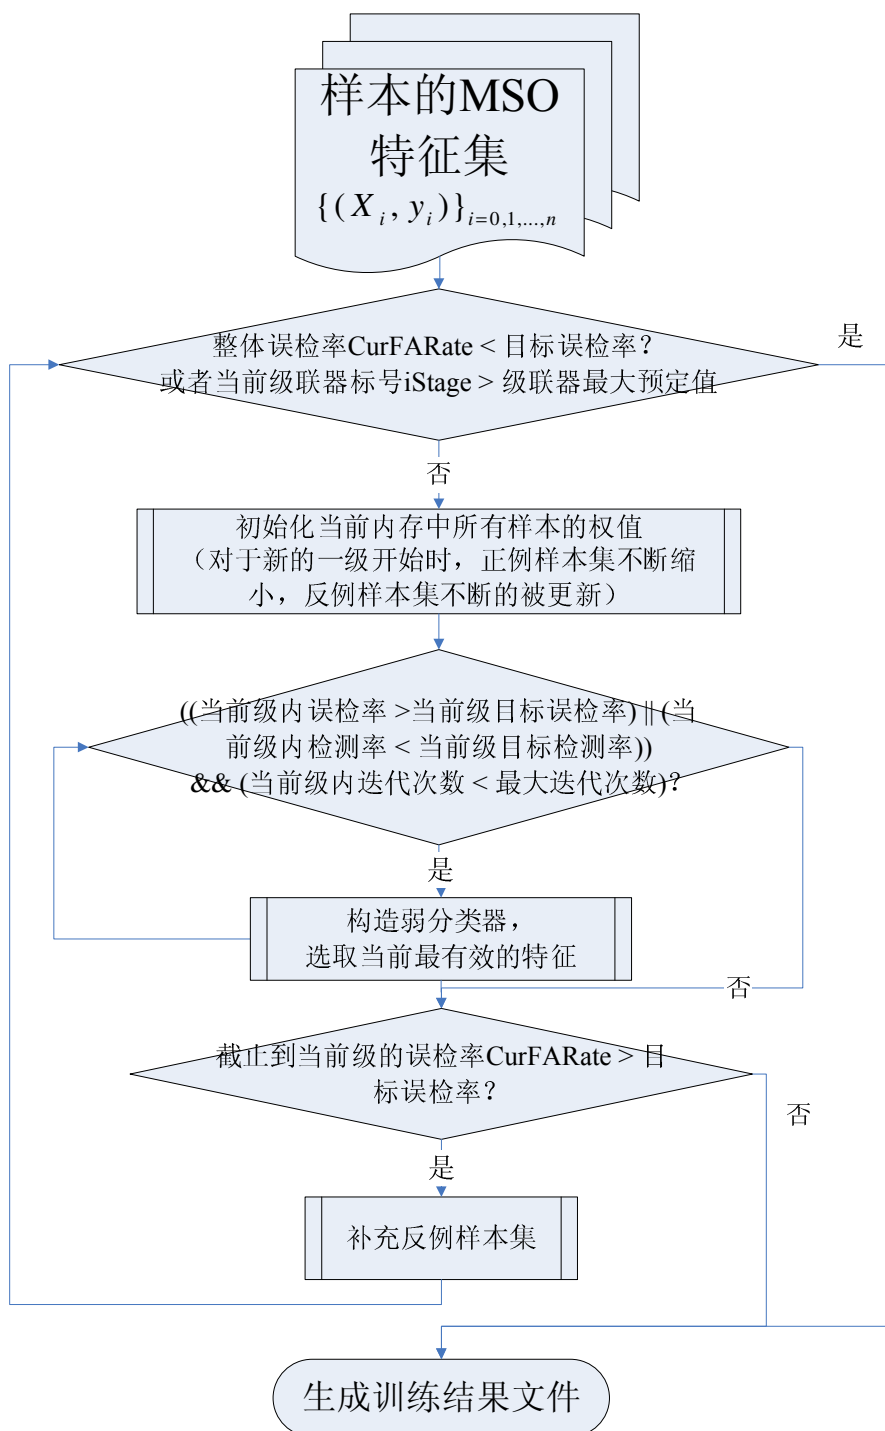 样本的MSO
特征集
{(X_i, y_i)}_{i=0,1,...,n}
整体误检率CurFARate < 目标误检率?
或者当前级联器标号iStage > 级联器最大预定值
是
否
初始化当前内存中所有样本的权值
（对于新的一级开始时，正例样本集不断缩
小，反例样本集不断的被更新）
((当前级内误检率 >当前级目标误检率) || (当
前级内检测率 < 当前级目标检测率))
&& (当前级内迭代次数 < 最大迭代次数)?
是
构造弱分类器，
选取当前最有效的特征
否
截止到当前级的误检率CurFARate > 目
标误检率?
否
是
补充反例样本集
生成训练结果文件